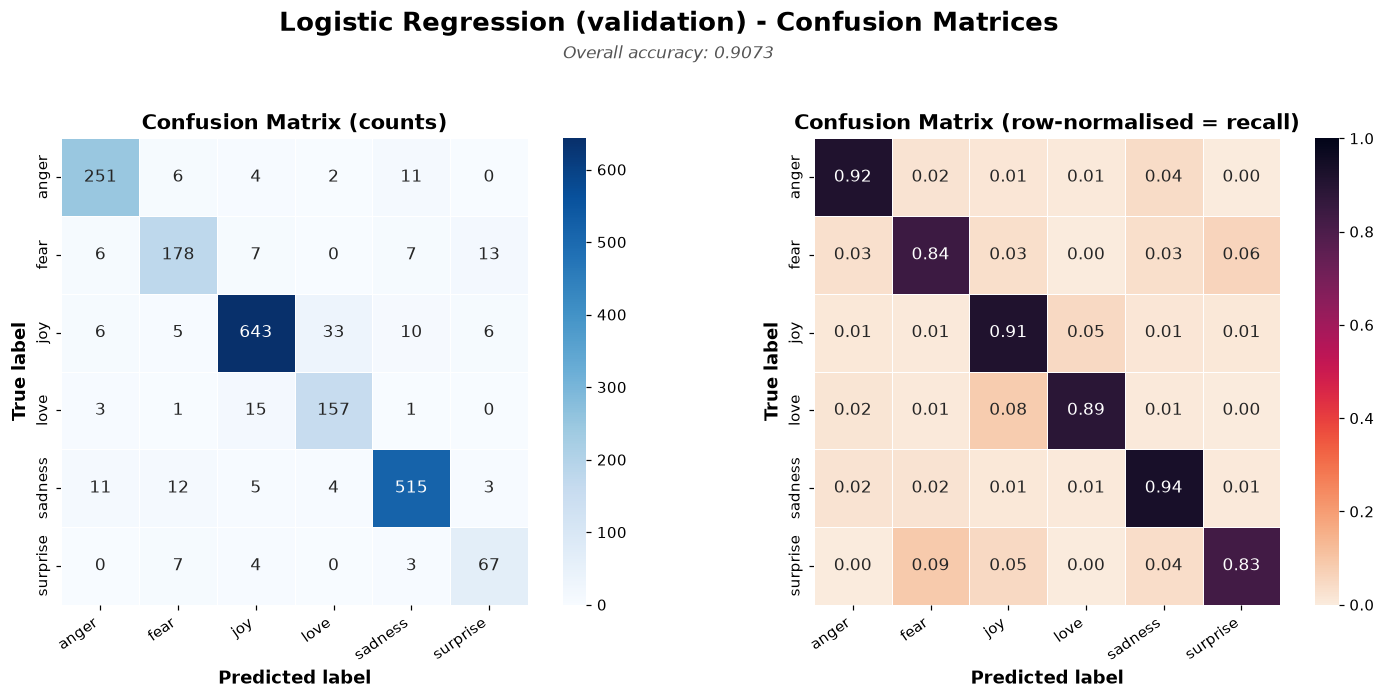 Logistic Regression (validation) - Confusion Matrices
Overall accuracy: 0.9073
Confusion Matrix (counts)
True label
anger 251 6 4 2 11 0
fear 6 178 7 0 7 13
joy 6 5 643 33 10 6
love 3 1 15 157 1 0
sadness 11 12 5 4 515 3
surprise 0 7 4 0 3 67
anger fear joy love sadness surprise
Predicted label
600
500
400
300
200
100
0
Confusion Matrix (row-normalised = recall)
True label
anger 0.92 0.02 0.01 0.01 0.04 0.00
fear 0.03 0.84 0.03 0.00 0.03 0.06
joy 0.01 0.01 0.91 0.05 0.01 0.01
love 0.02 0.01 0.08 0.89 0.01 0.00
sadness 0.02 0.02 0.01 0.01 0.94 0.01
surprise 0.00 0.09 0.05 0.00 0.04 0.83
anger fear joy love sadness surprise
Predicted label
1.0
0.8
0.6
0.4
0.2
0.0